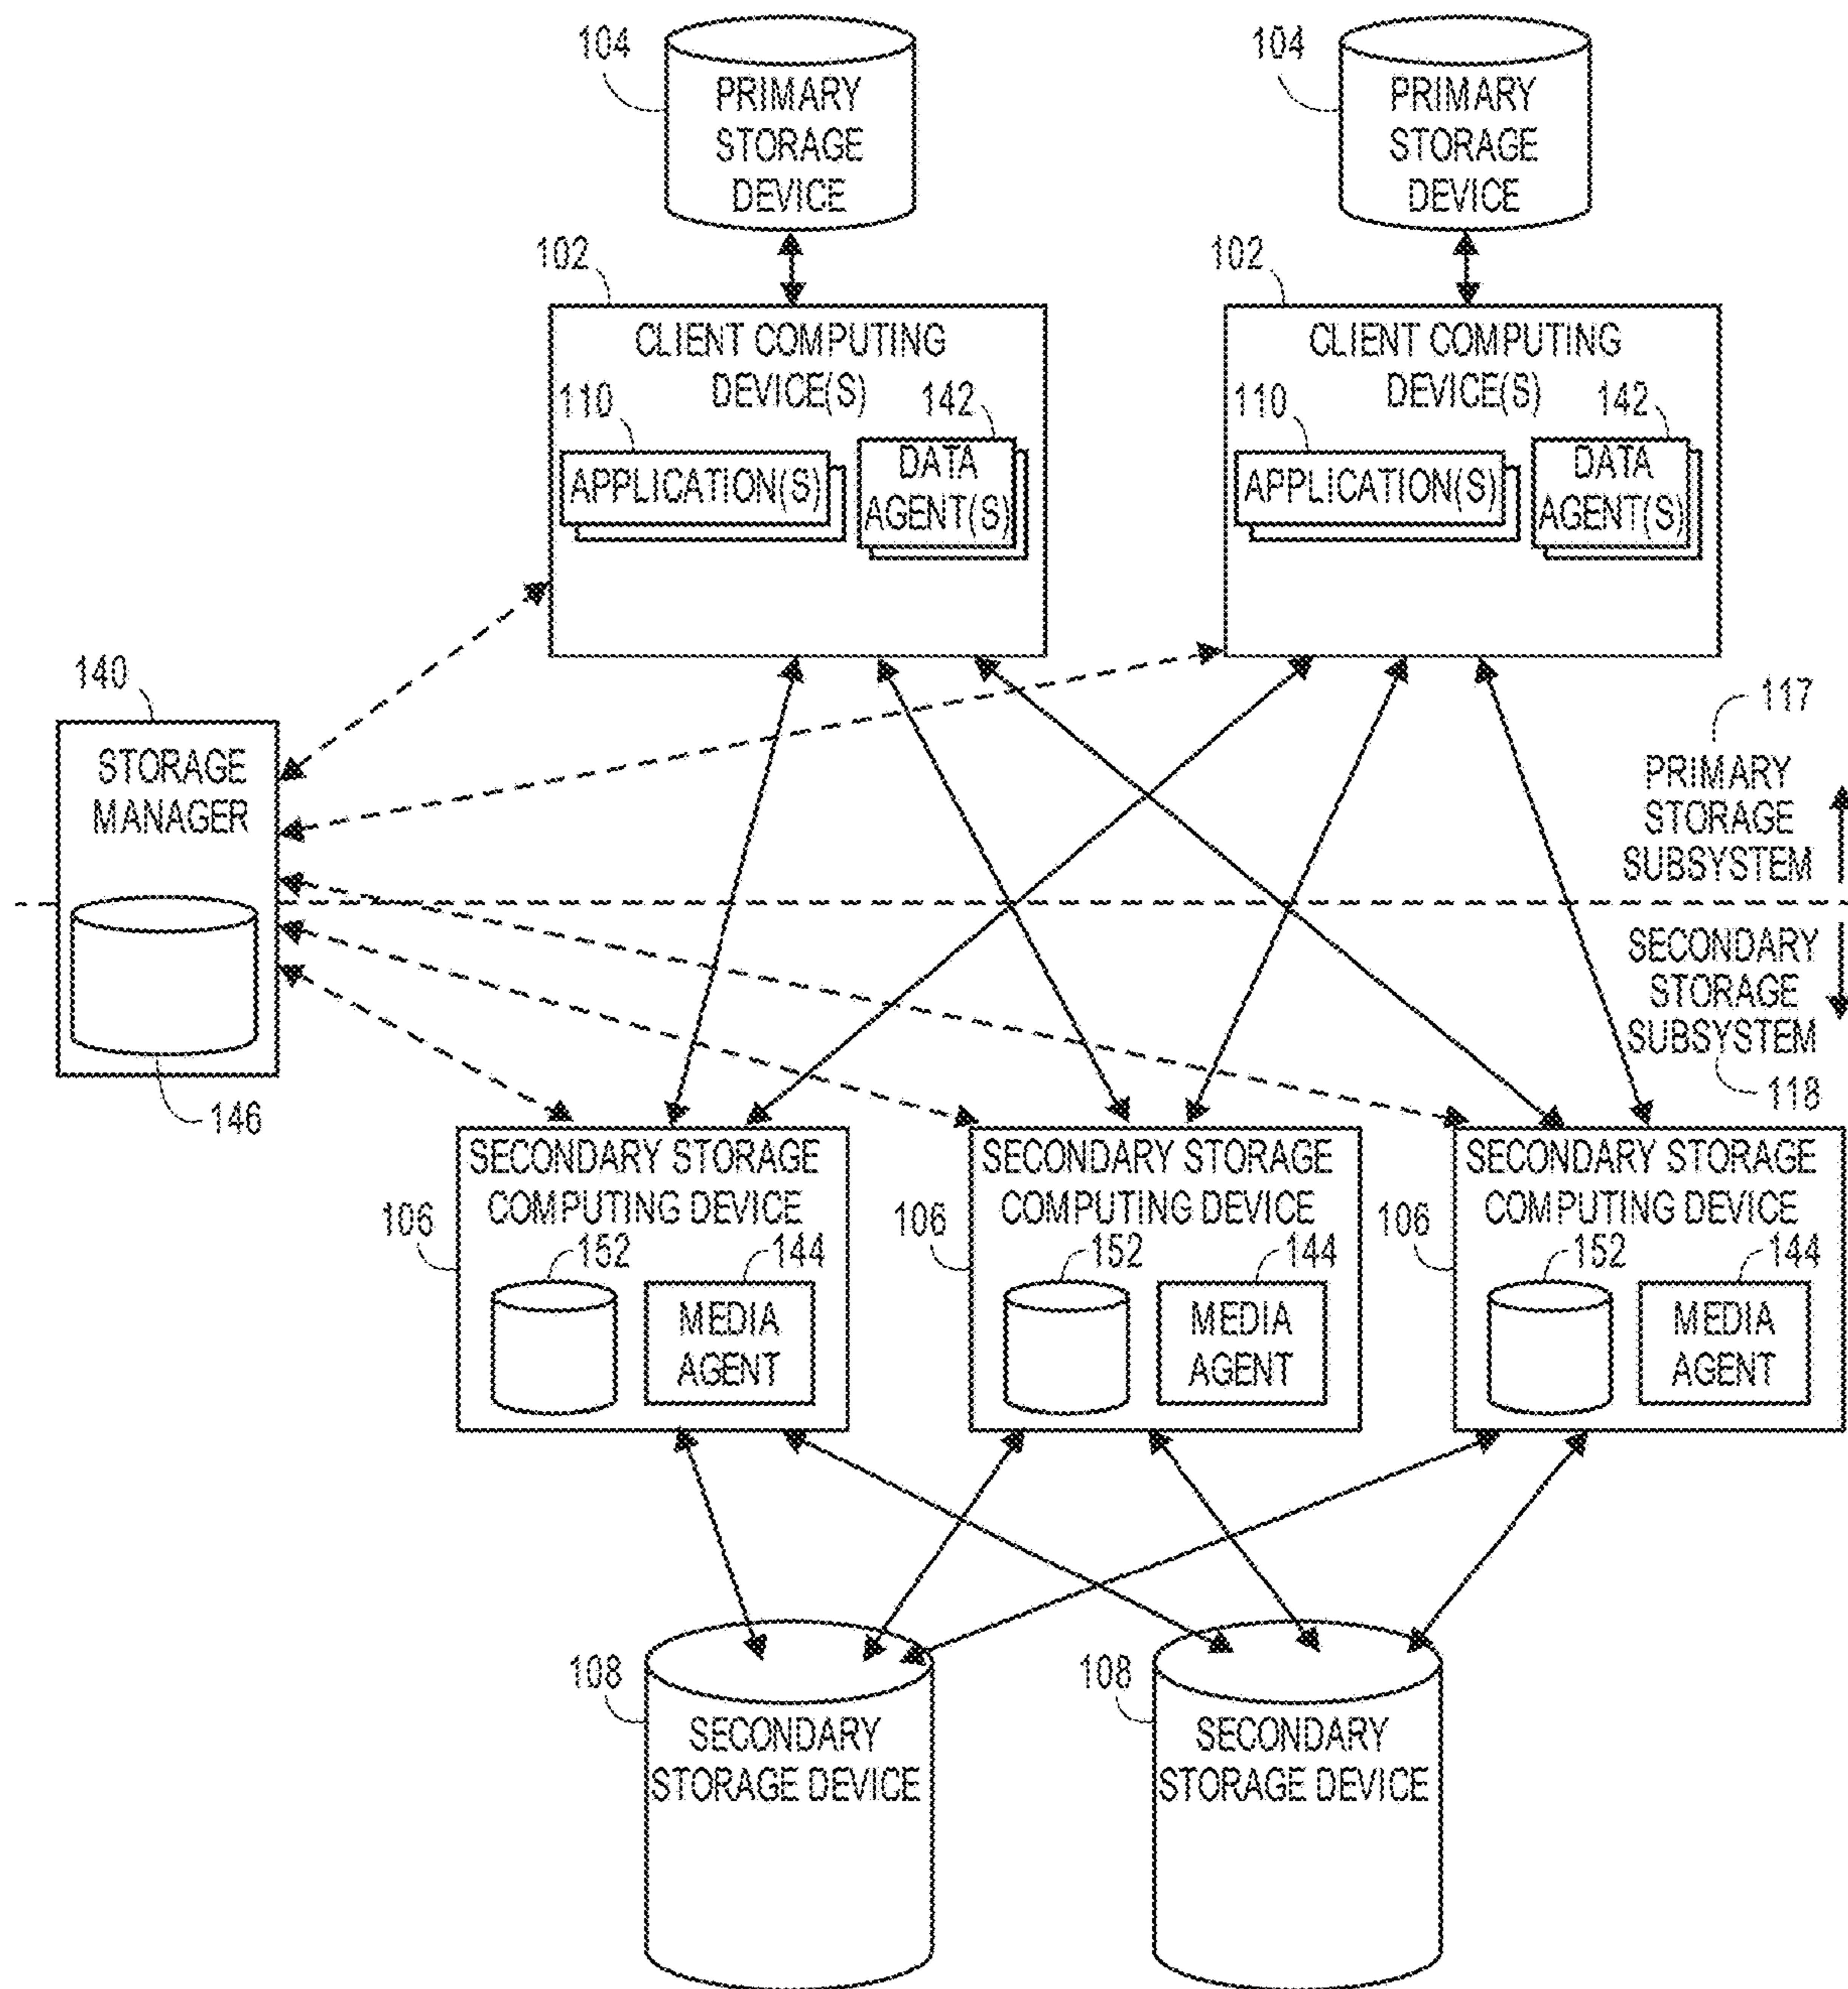 104
PRIMARY
STORAGE
DEVICE
104
PRIMARY
STORAGE
DEVICE
102
CLIENT COMPUTING
DEVICE(S)
110
APPLICATION(S)
142
DATA
AGENT(S)
102
CLIENT COMPUTING
DEVICE(S)
110
APPLICATION(S)
142
DATA
AGENT(S)
140
STORAGE
MANAGER
146
117
PRIMARY
STORAGE
SUBSYSTEM
SECONDARY
STORAGE
SUBSYSTEM
118
SECONDARY STORAGE
COMPUTING DEVICE
106
152
144
MEDIA
AGENT
SECONDARY STORAGE
COMPUTING DEVICE
106
152
144
MEDIA
AGENT
SECONDARY STORAGE
COMPUTING DEVICE
106
152
144
MEDIA
AGENT
108
SECONDARY
STORAGE DEVICE
108
SECONDARY
STORAGE DEVICE